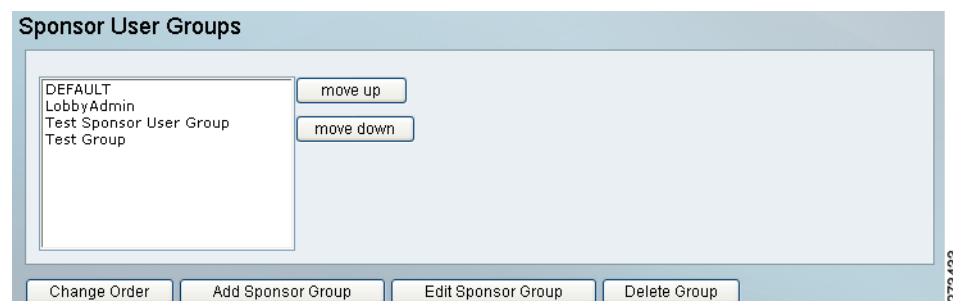 Sponsor User Groups
DEFAULT
LobbyAdmin
Test Sponsor User Group
Test Group
move up
move down
Change Order
Add Sponsor Group
Edit Sponsor Group
Delete Group